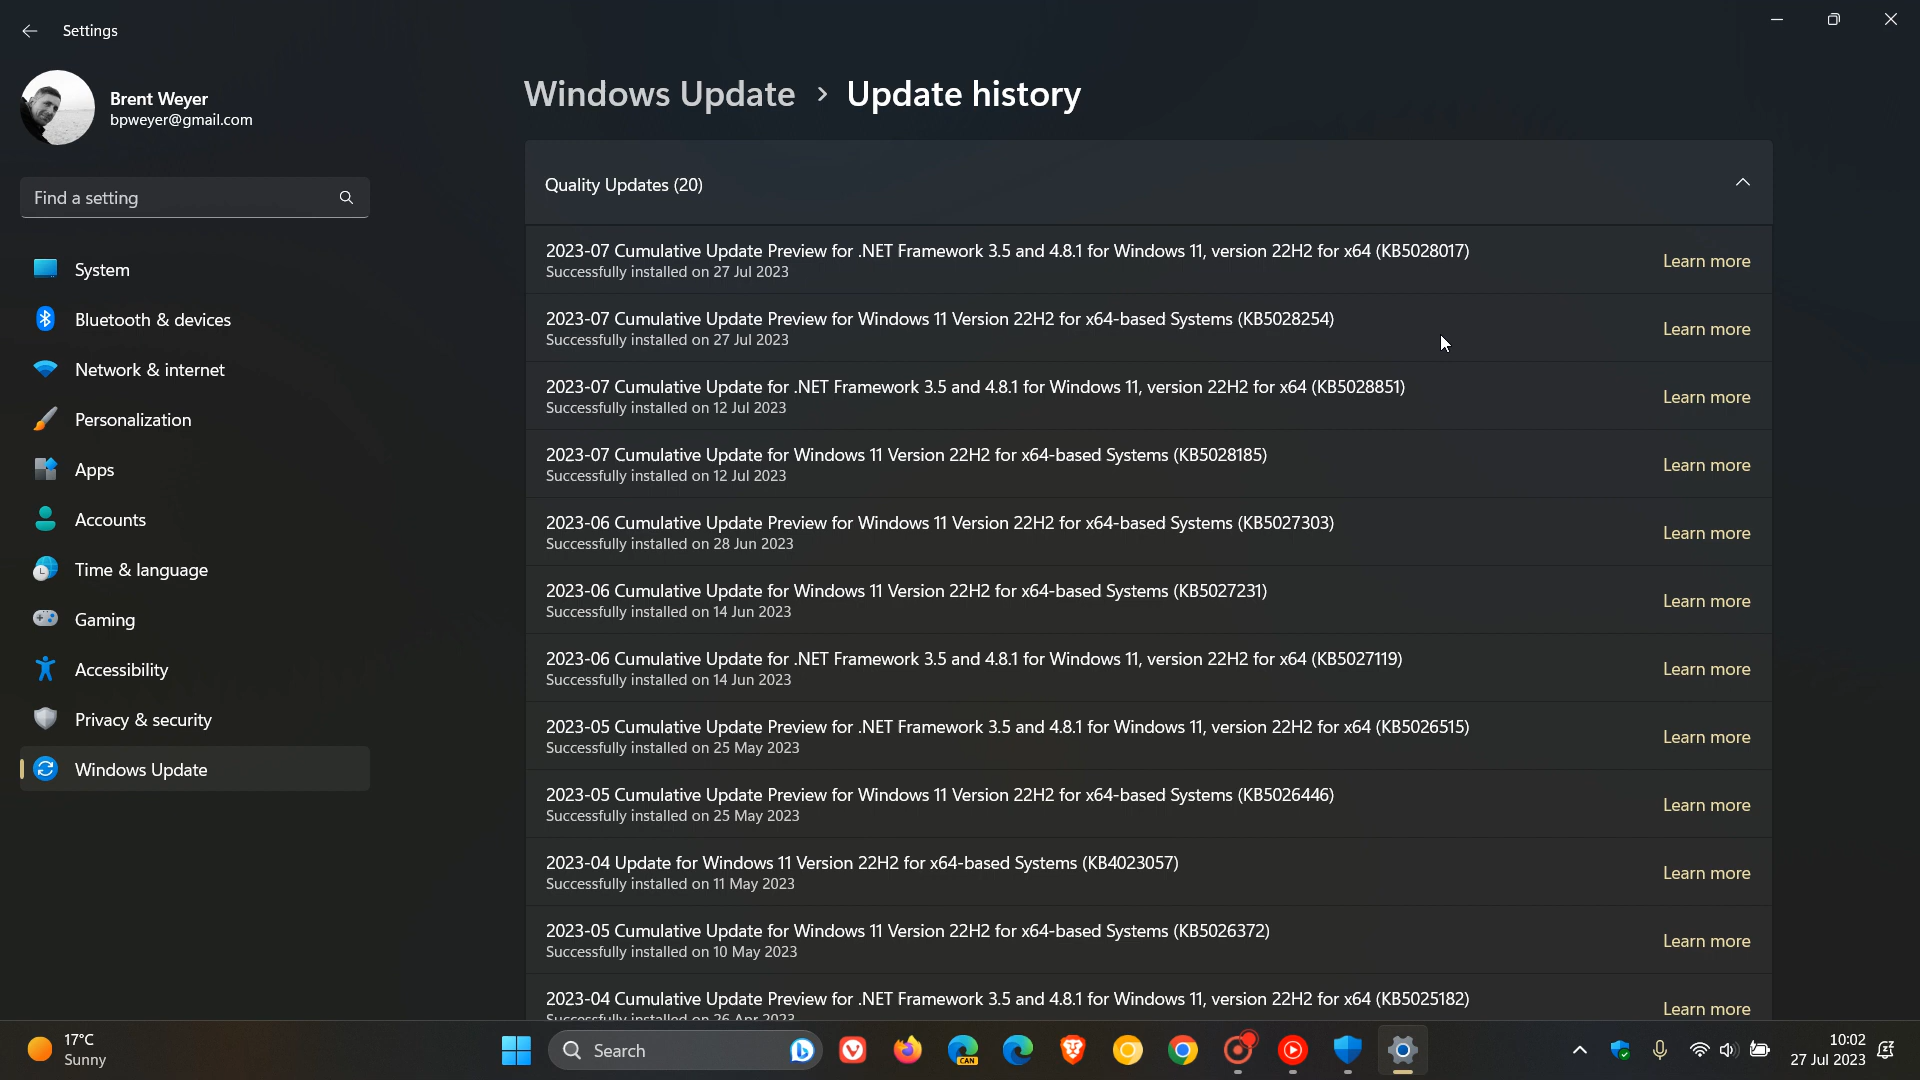 Settings
Brent Weyer
bpweyer@gmail.com
Find a setting
System
Bluetooth & devices
Network & internet
Personalization
Apps
Accounts
Time & language
Gaming
Accessibility
Privacy & security
Windows Update
Windows Update > Update history
Quality Updates (20)
2023-07 Cumulative Update Preview for .NET Framework 3.5 and 4.8.1 for Windows 11, version 22H2 for x64 (KB5028017)
Successfully installed on 27 Jul 2023
Learn more
2023-07 Cumulative Update Preview for Windows 11 Version 22H2 for x64-based Systems (KB5028254)
Successfully installed on 27 Jul 2023
Learn more
2023-07 Cumulative Update for .NET Framework 3.5 and 4.8.1 for Windows 11, version 22H2 for x64 (KB5028851)
Successfully installed on 12 Jul 2023
Learn more
2023-07 Cumulative Update for Windows 11 Version 22H2 for x64-based Systems (KB5028185)
Successfully installed on 12 Jul 2023
Learn more
2023-06 Cumulative Update Preview for Windows 11 Version 22H2 for x64-based Systems (KB5027303)
Successfully installed on 28 Jun 2023
Learn more
2023-06 Cumulative Update for Windows 11 Version 22H2 for x64-based Systems (KB5027231)
Successfully installed on 14 Jun 2023
Learn more
2023-06 Cumulative Update for .NET Framework 3.5 and 4.8.1 for Windows 11, version 22H2 for x64 (KB5027119)
Successfully installed on 14 Jun 2023
Learn more
2023-05 Cumulative Update Preview for .NET Framework 3.5 and 4.8.1 for Windows 11, version 22H2 for x64 (KB5026515)
Successfully installed on 25 May 2023
Learn more
2023-05 Cumulative Update Preview for Windows 11 Version 22H2 for x64-based Systems (KB5026446)
Successfully installed on 25 May 2023
Learn more
2023-04 Update for Windows 11 Version 22H2 for x64-based Systems (KB4023057)
Successfully installed on 11 May 2023
Learn more
2023-05 Cumulative Update for Windows 11 Version 22H2 for x64-based Systems (KB5026372)
Successfully installed on 10 May 2023
Learn more
2023-04 Cumulative Update Preview for .NET Framework 3.5 and 4.8.1 for Windows 11, version 22H2 for x64 (KB5025182)
Successfully installed on 26 Apr 2023
Learn more
17°C
Sunny
Search
CAN
10:02
27 Jul 2023